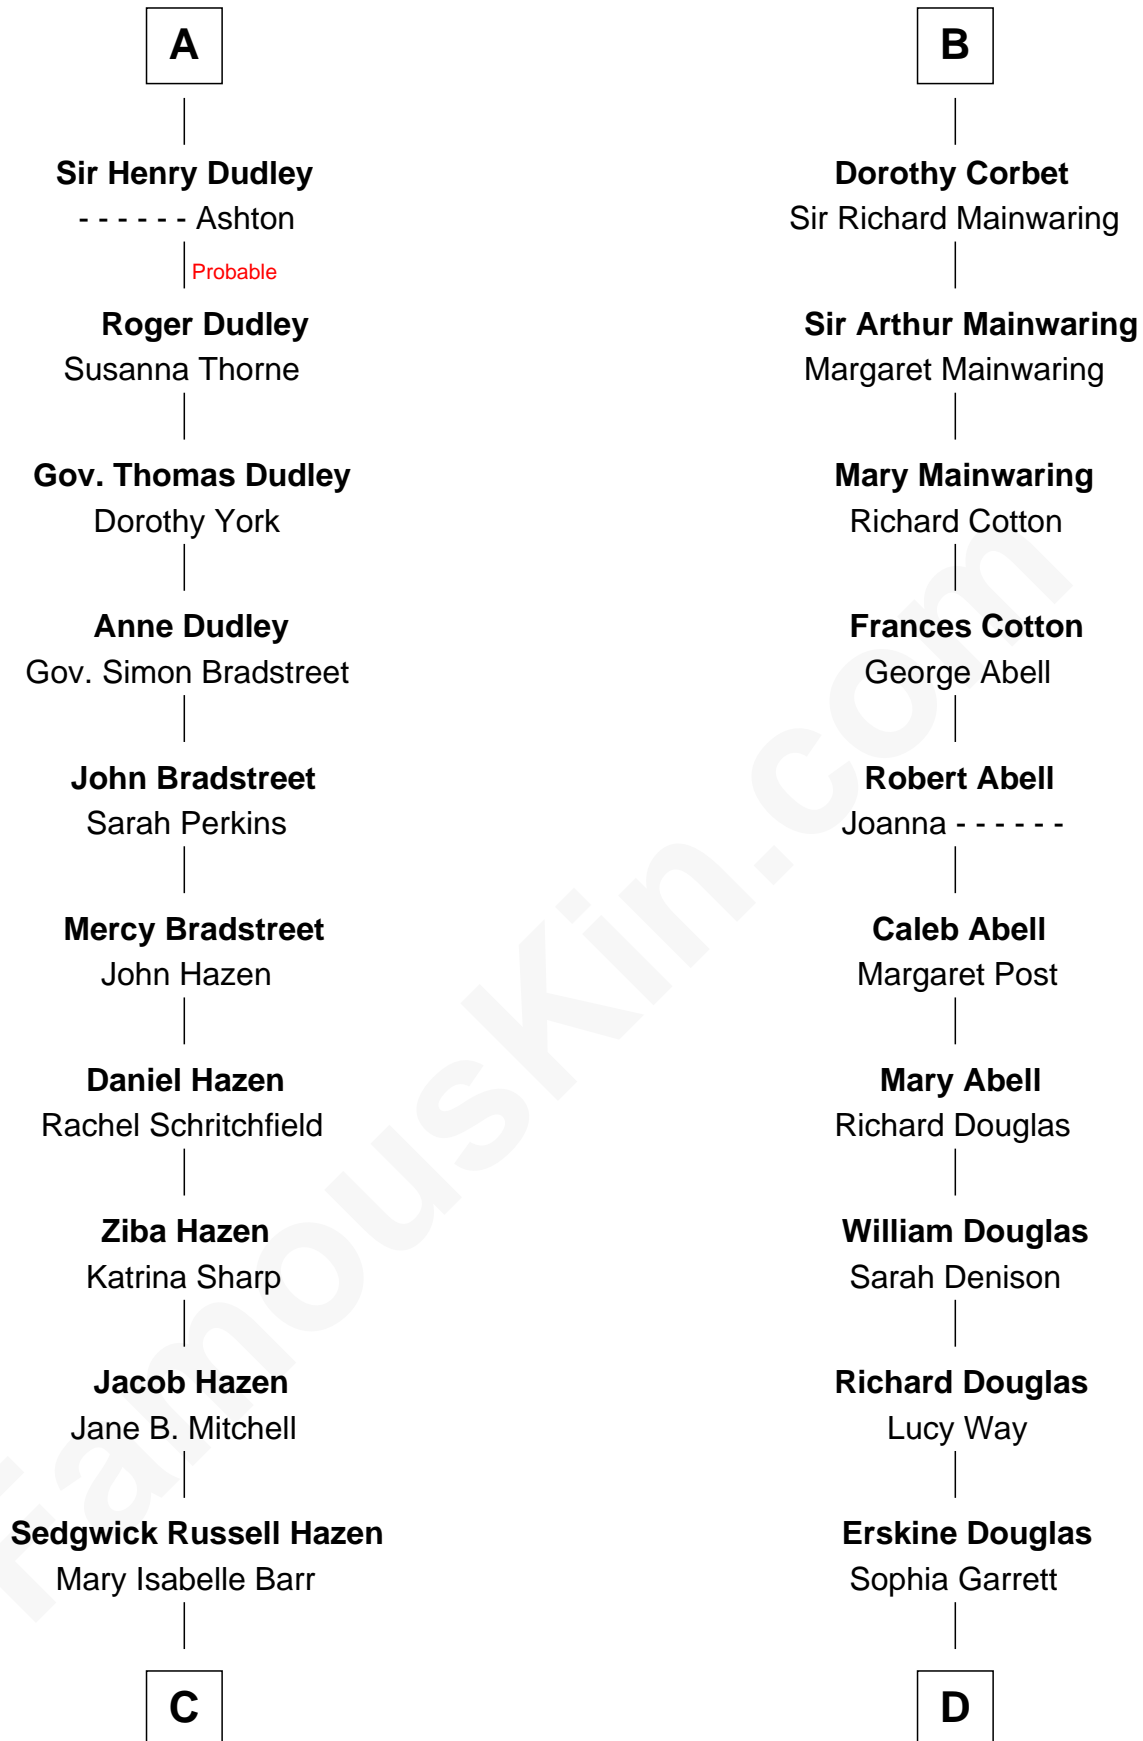 A
Sir Henry Dudley
- - - - - - Ashton
Probable
Roger Dudley
Susanna Thorne
Gov. Thomas Dudley
Dorothy York
Anne Dudley
Gov. Simon Bradstreet
John Bradstreet
Sarah Perkins
Mercy Bradstreet
John Hazen
Daniel Hazen
Rachel Schritchfield
Ziba Hazen
Katrina Sharp
Jacob Hazen
Jane B. Mitchell
Sedgwick Russell Hazen
Mary Isabelle Barr
C
B
Dorothy Corbet
Sir Richard Mainwaring
Sir Arthur Mainwaring
Margaret Mainwaring
Mary Mainwaring
Richard Cotton
Frances Cotton
George Abell
Robert Abell
Joanna - - - - - -
Caleb Abell
Margaret Post
Mary Abell
Richard Douglas
William Douglas
Sarah Denison
Richard Douglas
Lucy Way
Erskine Douglas
Sophia Garrett
D
FamousKin.com